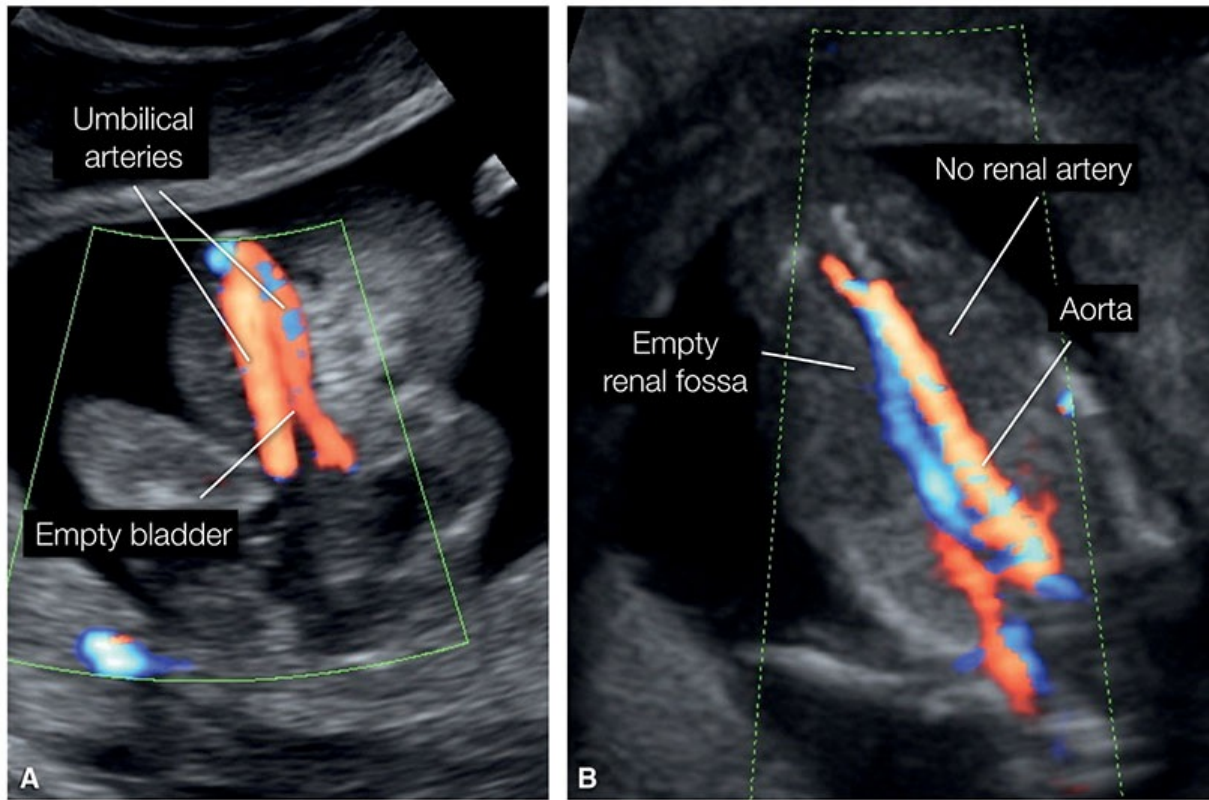 Umbilical
arteries
Empty bladder
A
No renal artery
Aorta
Empty
renal fossa
B